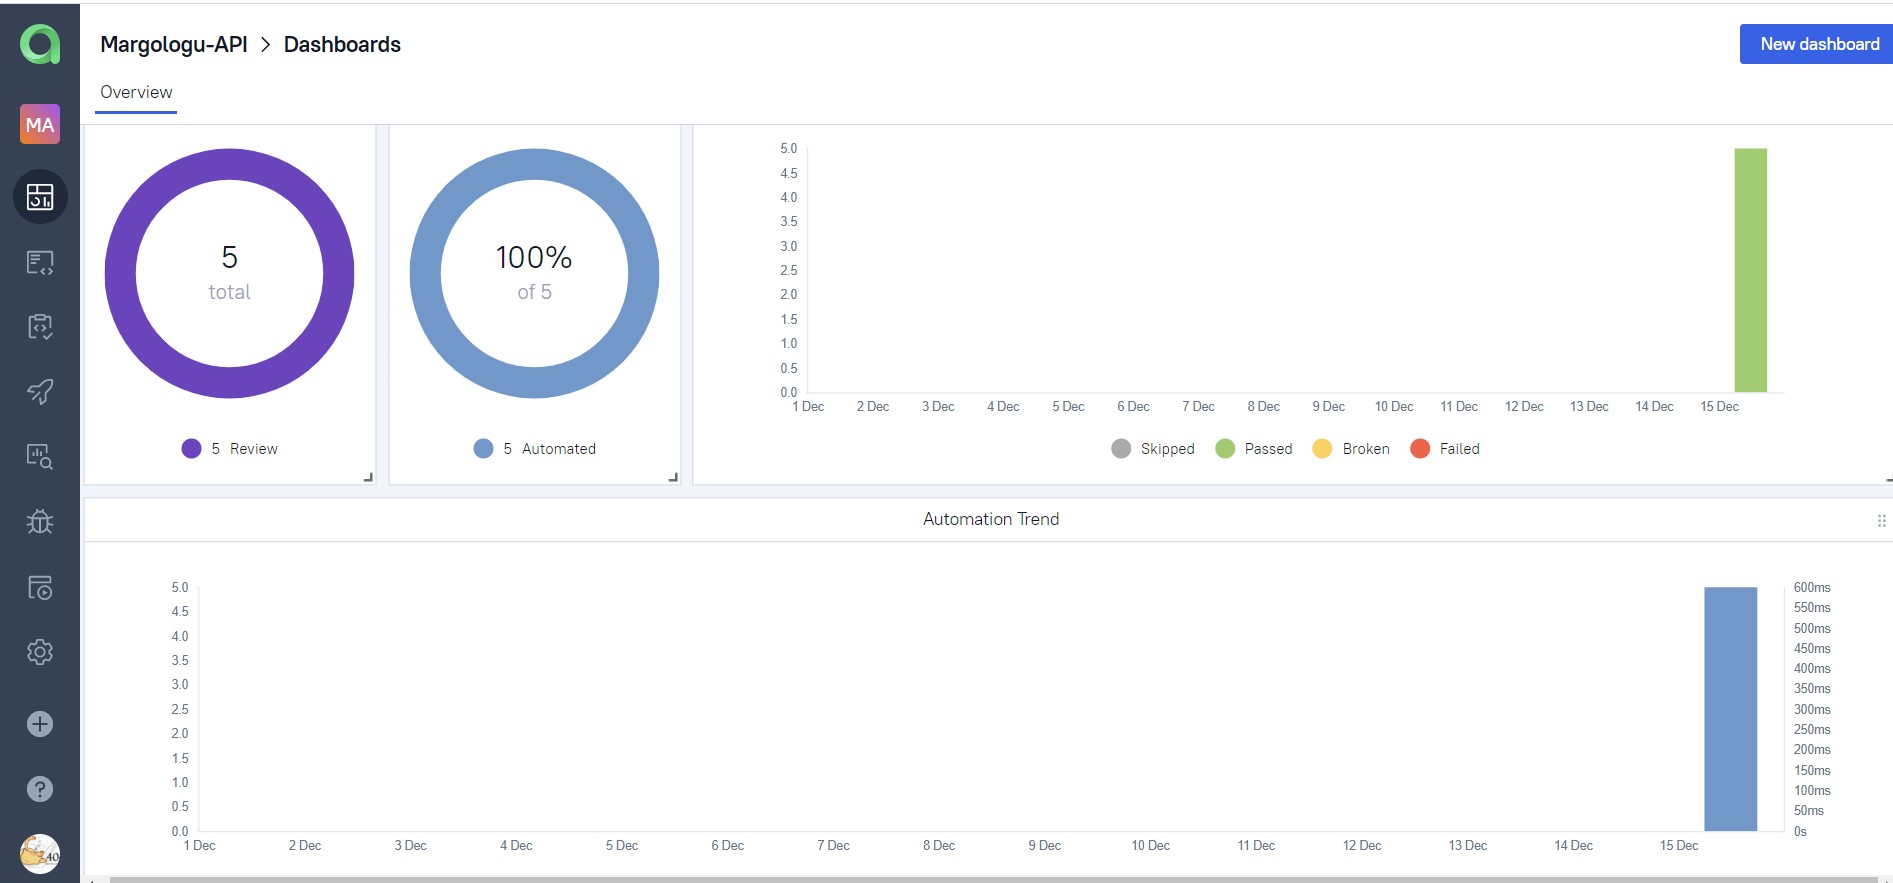 Margologu-API > Dashboards
New dashboard
Overview
MA
5
total
5 Review
100%
of 5
5 Automated
5.0
4.5
4.0
3.5
3.0
2.5
2.0
1.5
1.0
0.5
0.0
1 Dec 2 Dec 3 Dec 4 Dec 5 Dec 6 Dec 7 Dec 8 Dec 9 Dec 10 Dec 11 Dec 12 Dec 13 Dec 14 Dec 15 Dec
Skipped Passed Broken Failed
Automation Trend
5.0
4.5
4.0
3.5
3.0
2.5
2.0
1.5
1.0
0.5
0.0
600ms
550ms
500ms
450ms
400ms
350ms
300ms
250ms
200ms
150ms
100ms
50ms
0s
1 Dec 2 Dec 3 Dec 4 Dec 5 Dec 6 Dec 7 Dec 8 Dec 9 Dec 10 Dec 11 Dec 12 Dec 13 Dec 14 Dec 15 Dec
?
40